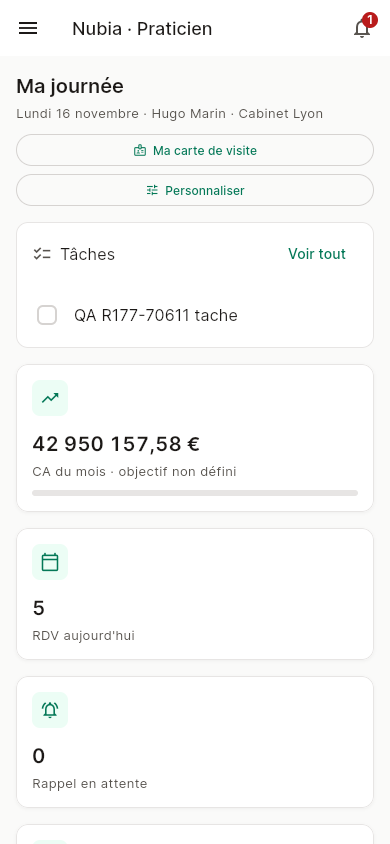 Nubia · Praticien
1
Ma journée
Lundi 16 novembre · Hugo Marin · Cabinet Lyon
Ma carte de visite
Personnaliser
Tâches
Voir tout
QA R177-70611 tache
42 950 157,58 €
CA du mois · objectif non défini
5
RDV aujourd'hui
0
Rappel en attente